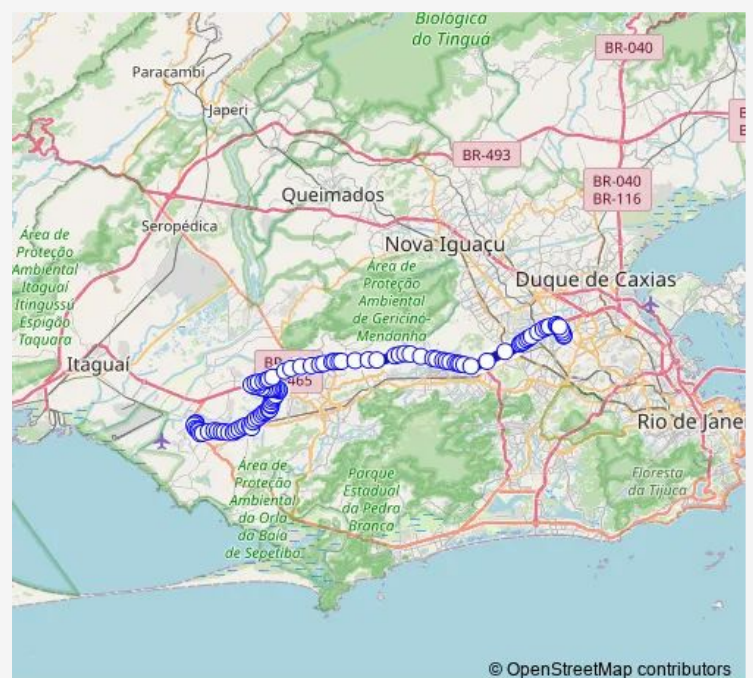 Biológica
do Tinguá
BR-040
Paracambi
Japeri
BR-493
BR-040
BR-116
Queimados
Seropédica
Nova Iguaçu
Área de
Proteção
Ambiental
Itaguaí
Itingussú
Espigão
Taquara
Área de
Proteção
Ambiental
de Gericinó-
Mendanha
Duque de Caxias
Itaguaí
465
Rio de Jane
Área de
Proteção
Ambiental
da Orla
da Baía
de Sepetiba
Parque
Estadual
da Pedra
Branca
Floresta
da Tijuca
© OpenStreetMap contributors